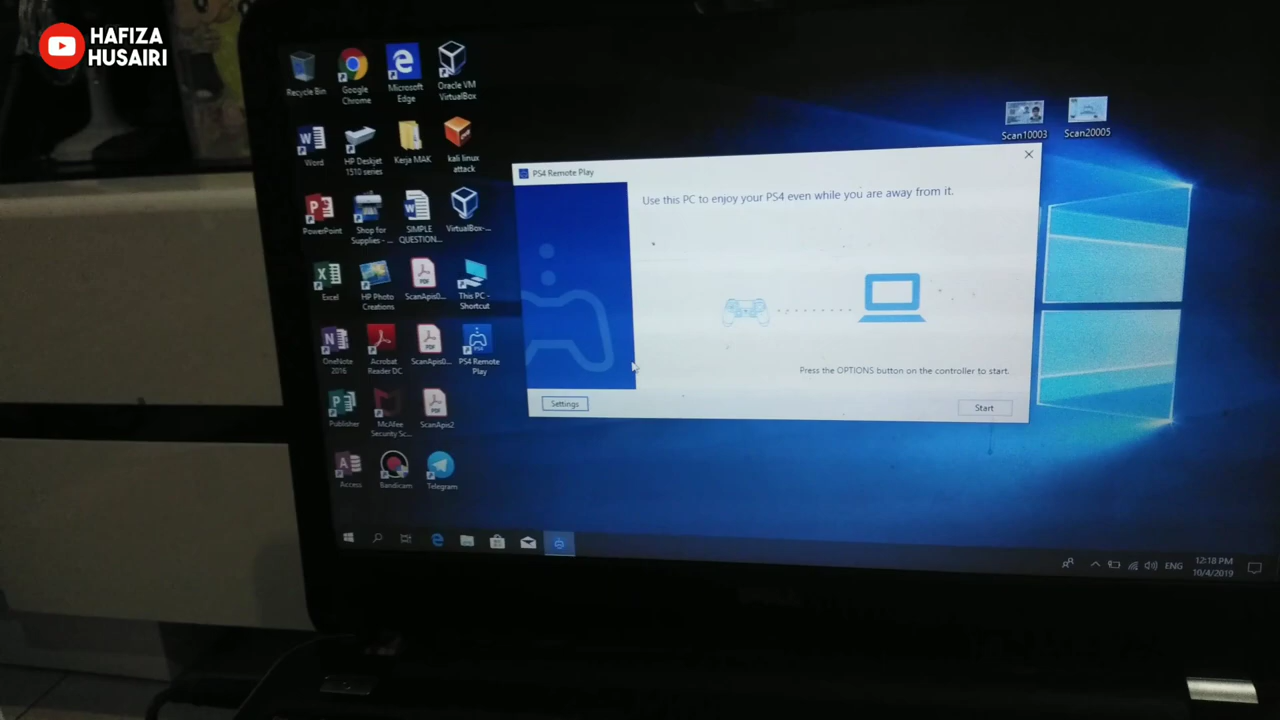 HAFIZA
HUSAIRI
Recycle Bin
Google
Chrome
Microsoft
Edge
Oracle VM
VirtualBox
Scan10003
Scan20005
Word
HP Deskjet
1510 series
Kerja MAK
kali linux
attack
PS4 Remote Play
Use this PC to enjoy your PS4 even while you are away from it.
PowerPoint
Shop for
Supplies - ...
SIMPLE
QUESTION...
VirtualBox-...
Excel
HP Photo
Creations
ScanApis0...
This PC -
Shortcut
OneNote
2016
Acrobat
Reader DC
ScanApis0...
PS4 Remote
Play
Press the OPTIONS button on the controller to start.
Settings
Start
Publisher
McAfee
Security Sc...
ScanApis2
Access
Bandicam
Telegram
ENG
12:18 PM
10/4/2019